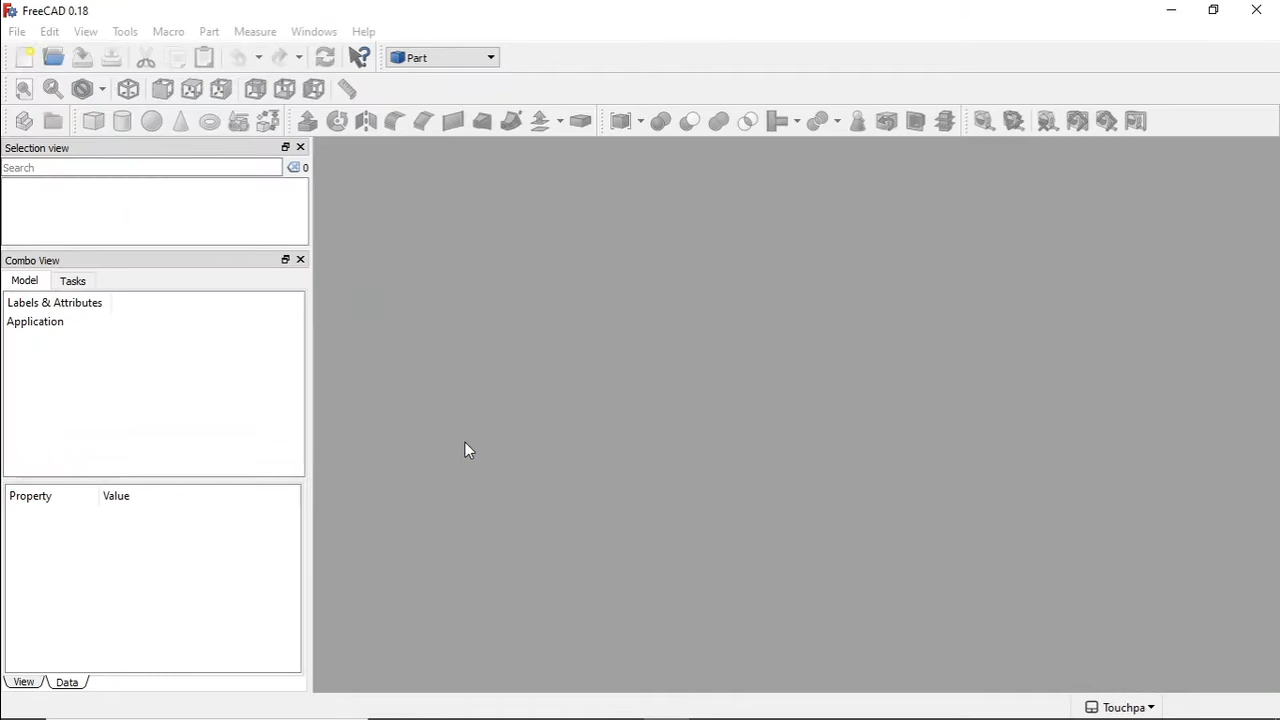 FreeCAD 0.18
File Edit View Tools Macro Part Measure Windows Help
Part
Selection view
Search
0
Combo View
Model Tasks
Labels & Attributes
Application
Property Value
View Data
Touchpa